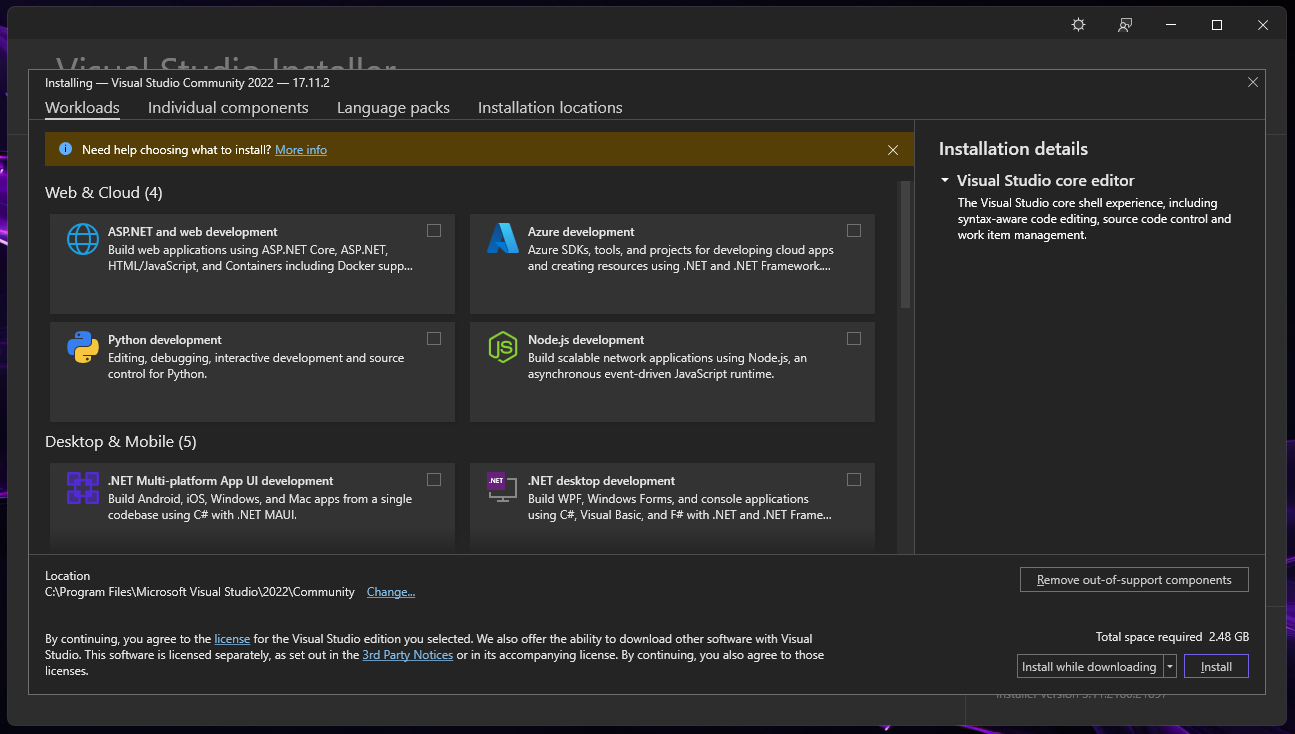 Visual Studio Installer
Installing — Visual Studio Community 2022 — 17.11.2
Workloads
Individual components
Language packs
Installation locations
Need help choosing what to install? More info
Web & Cloud (4)
ASP.NET and web development
Build web applications using ASP.NET Core, ASP.NET,
HTML/JavaScript, and Containers including Docker supp...
Azure development
Azure SDKs, tools, and projects for developing cloud apps
and creating resources using .NET and .NET Framework....
Python development
Editing, debugging, interactive development and source
control for Python.
JS
Node.js development
Build scalable network applications using Node.js, an
asynchronous event-driven JavaScript runtime.
Desktop & Mobile (5)
.NET Multi-platform App UI development
Build Android, iOS, Windows, and Mac apps from a single
codebase using C# with .NET MAUI.
.NET
.NET desktop development
Build WPF, Windows Forms, and console applications
using C#, Visual Basic, and F# with .NET and .NET Frame...
Installation details
Visual Studio core editor
The Visual Studio core shell experience, including
syntax-aware code editing, source code control and
work item management.
Location
C:\Program Files\Microsoft Visual Studio\2022\Community Change...
Remove out-of-support components
By continuing, you agree to the license for the Visual Studio edition you selected. We also offer the ability to download other software with Visual
Studio. This software is licensed separately, as set out in the 3rd Party Notices or in its accompanying license. By continuing, you also agree to those
licenses.
Total space required 2.48 GB
Install while downloading
Install